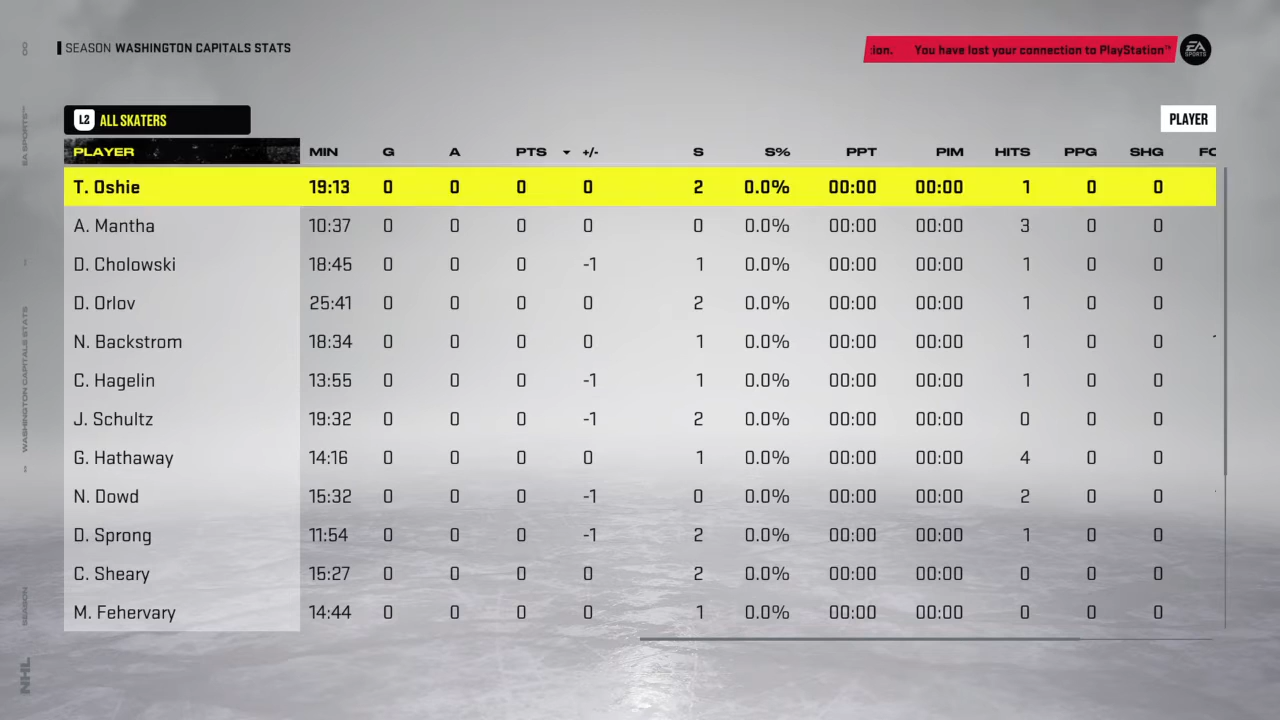 SEASON WASHINGTON CAPITALS STATS
:ion. You have lost your connection to PlayStation™
EA SPORTS
L2 ALL SKATERS
PLAYER
PLAYER MIN G A PTS +/- S S% PPT PIM HITS PPG SHG FO
T. Oshie 19:13 0 0 0 0 2 0.0% 00:00 00:00 1 0 0
A. Mantha 10:37 0 0 0 0 0 0.0% 00:00 00:00 3 0 0
D. Cholowski 18:45 0 0 0 -1 1 0.0% 00:00 00:00 1 0 0
D. Orlov 25:41 0 0 0 0 2 0.0% 00:00 00:00 1 0 0
N. Backstrom 18:34 0 0 0 0 1 0.0% 00:00 00:00 1 0 0
C. Hagelin 13:55 0 0 0 -1 1 0.0% 00:00 00:00 1 0 0
J. Schultz 19:32 0 0 0 -1 2 0.0% 00:00 00:00 0 0 0
G. Hathaway 14:16 0 0 0 0 1 0.0% 00:00 00:00 4 0 0
N. Dowd 15:32 0 0 0 -1 0 0.0% 00:00 00:00 2 0 0
D. Sprong 11:54 0 0 0 -1 2 0.0% 00:00 00:00 1 0 0
C. Sheary 15:27 0 0 0 0 2 0.0% 00:00 00:00 0 0 0
M. Fehervary 14:44 0 0 0 0 1 0.0% 00:00 00:00 0 0 0
NHL SEASON WASHINGTON CAPITALS STATS EA SPORTS™